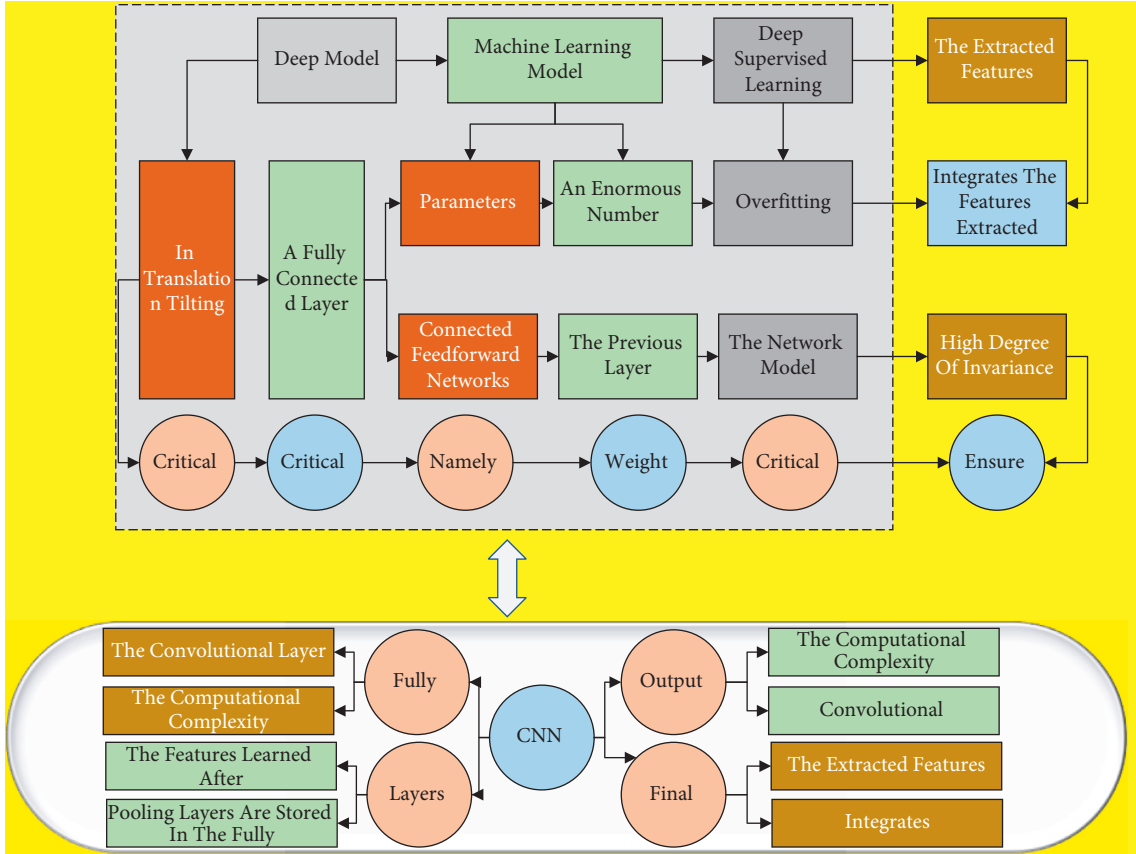 Deep Model
Machine Learning
Model
Deep
Supervised
Learning
The Extracted
Features
In
Translatio
n Tilting
A Fully
Connecte
d Layer
Parameters
An Enormous
Number
Overfitting
Integrates The
Features
Extracted
Connected
Feedforward
Networks
The Previous
Layer
The Network
Model
High Degree
Of Invariance
Critical
Critical
Namely
Weight
Critical
Ensure
The Convolutional Layer
The Computational
Complexity
The Features Learned
After
Pooling Layers Are Stored
In The Fully
Fully
Layers
CNN
Output
Final
The Computational
Complexity
Convolutional
The Extracted Features
Integrates